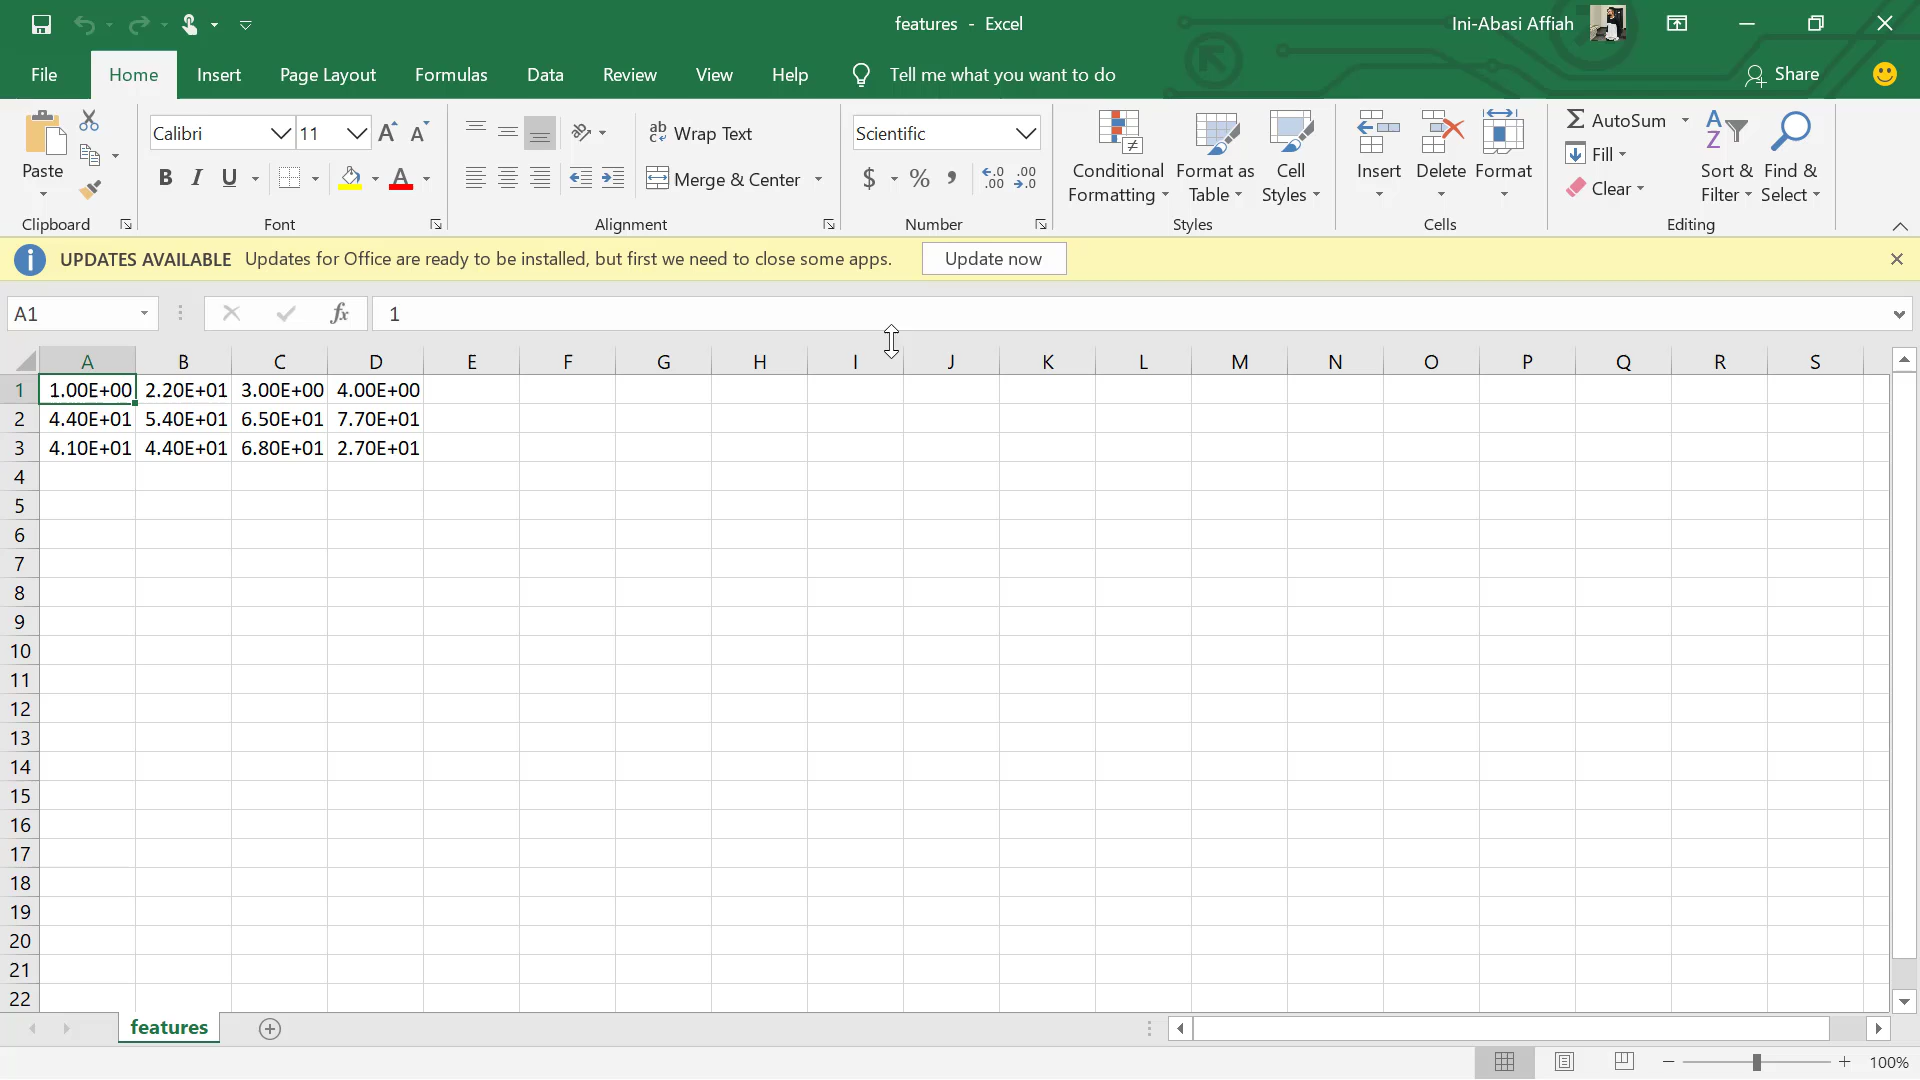 features - Excel
Ini-Abasi Affiah
File Home Insert Page Layout Formulas Data Review View Help Tell me what you want to do Share
Paste
Clipboard
Calibri 11
B I U A
Font
Wrap Text
Merge & Center
Alignment
Scientific
$ % ,
Number
Conditional Formatting
Format as Table
Cell Styles
Styles
Insert Delete Format
Cells
AutoSum
Fill
Clear
Sort & Filter
Find & Select
Editing
UPDATES AVAILABLE Updates for Office are ready to be installed, but first we need to close some apps. Update now
A1 fx 1
A B C D E F G H I J K L M N O P Q R S
1 1.00E+00 2.20E+01 3.00E+00 4.00E+00
2 4.40E+01 5.40E+01 6.50E+01 7.70E+01
3 4.10E+01 4.40E+01 6.80E+01 2.70E+01
4
5
6
7
8
9
10
11
12
13
14
15
16
17
18
19
20
21
22
features
100%